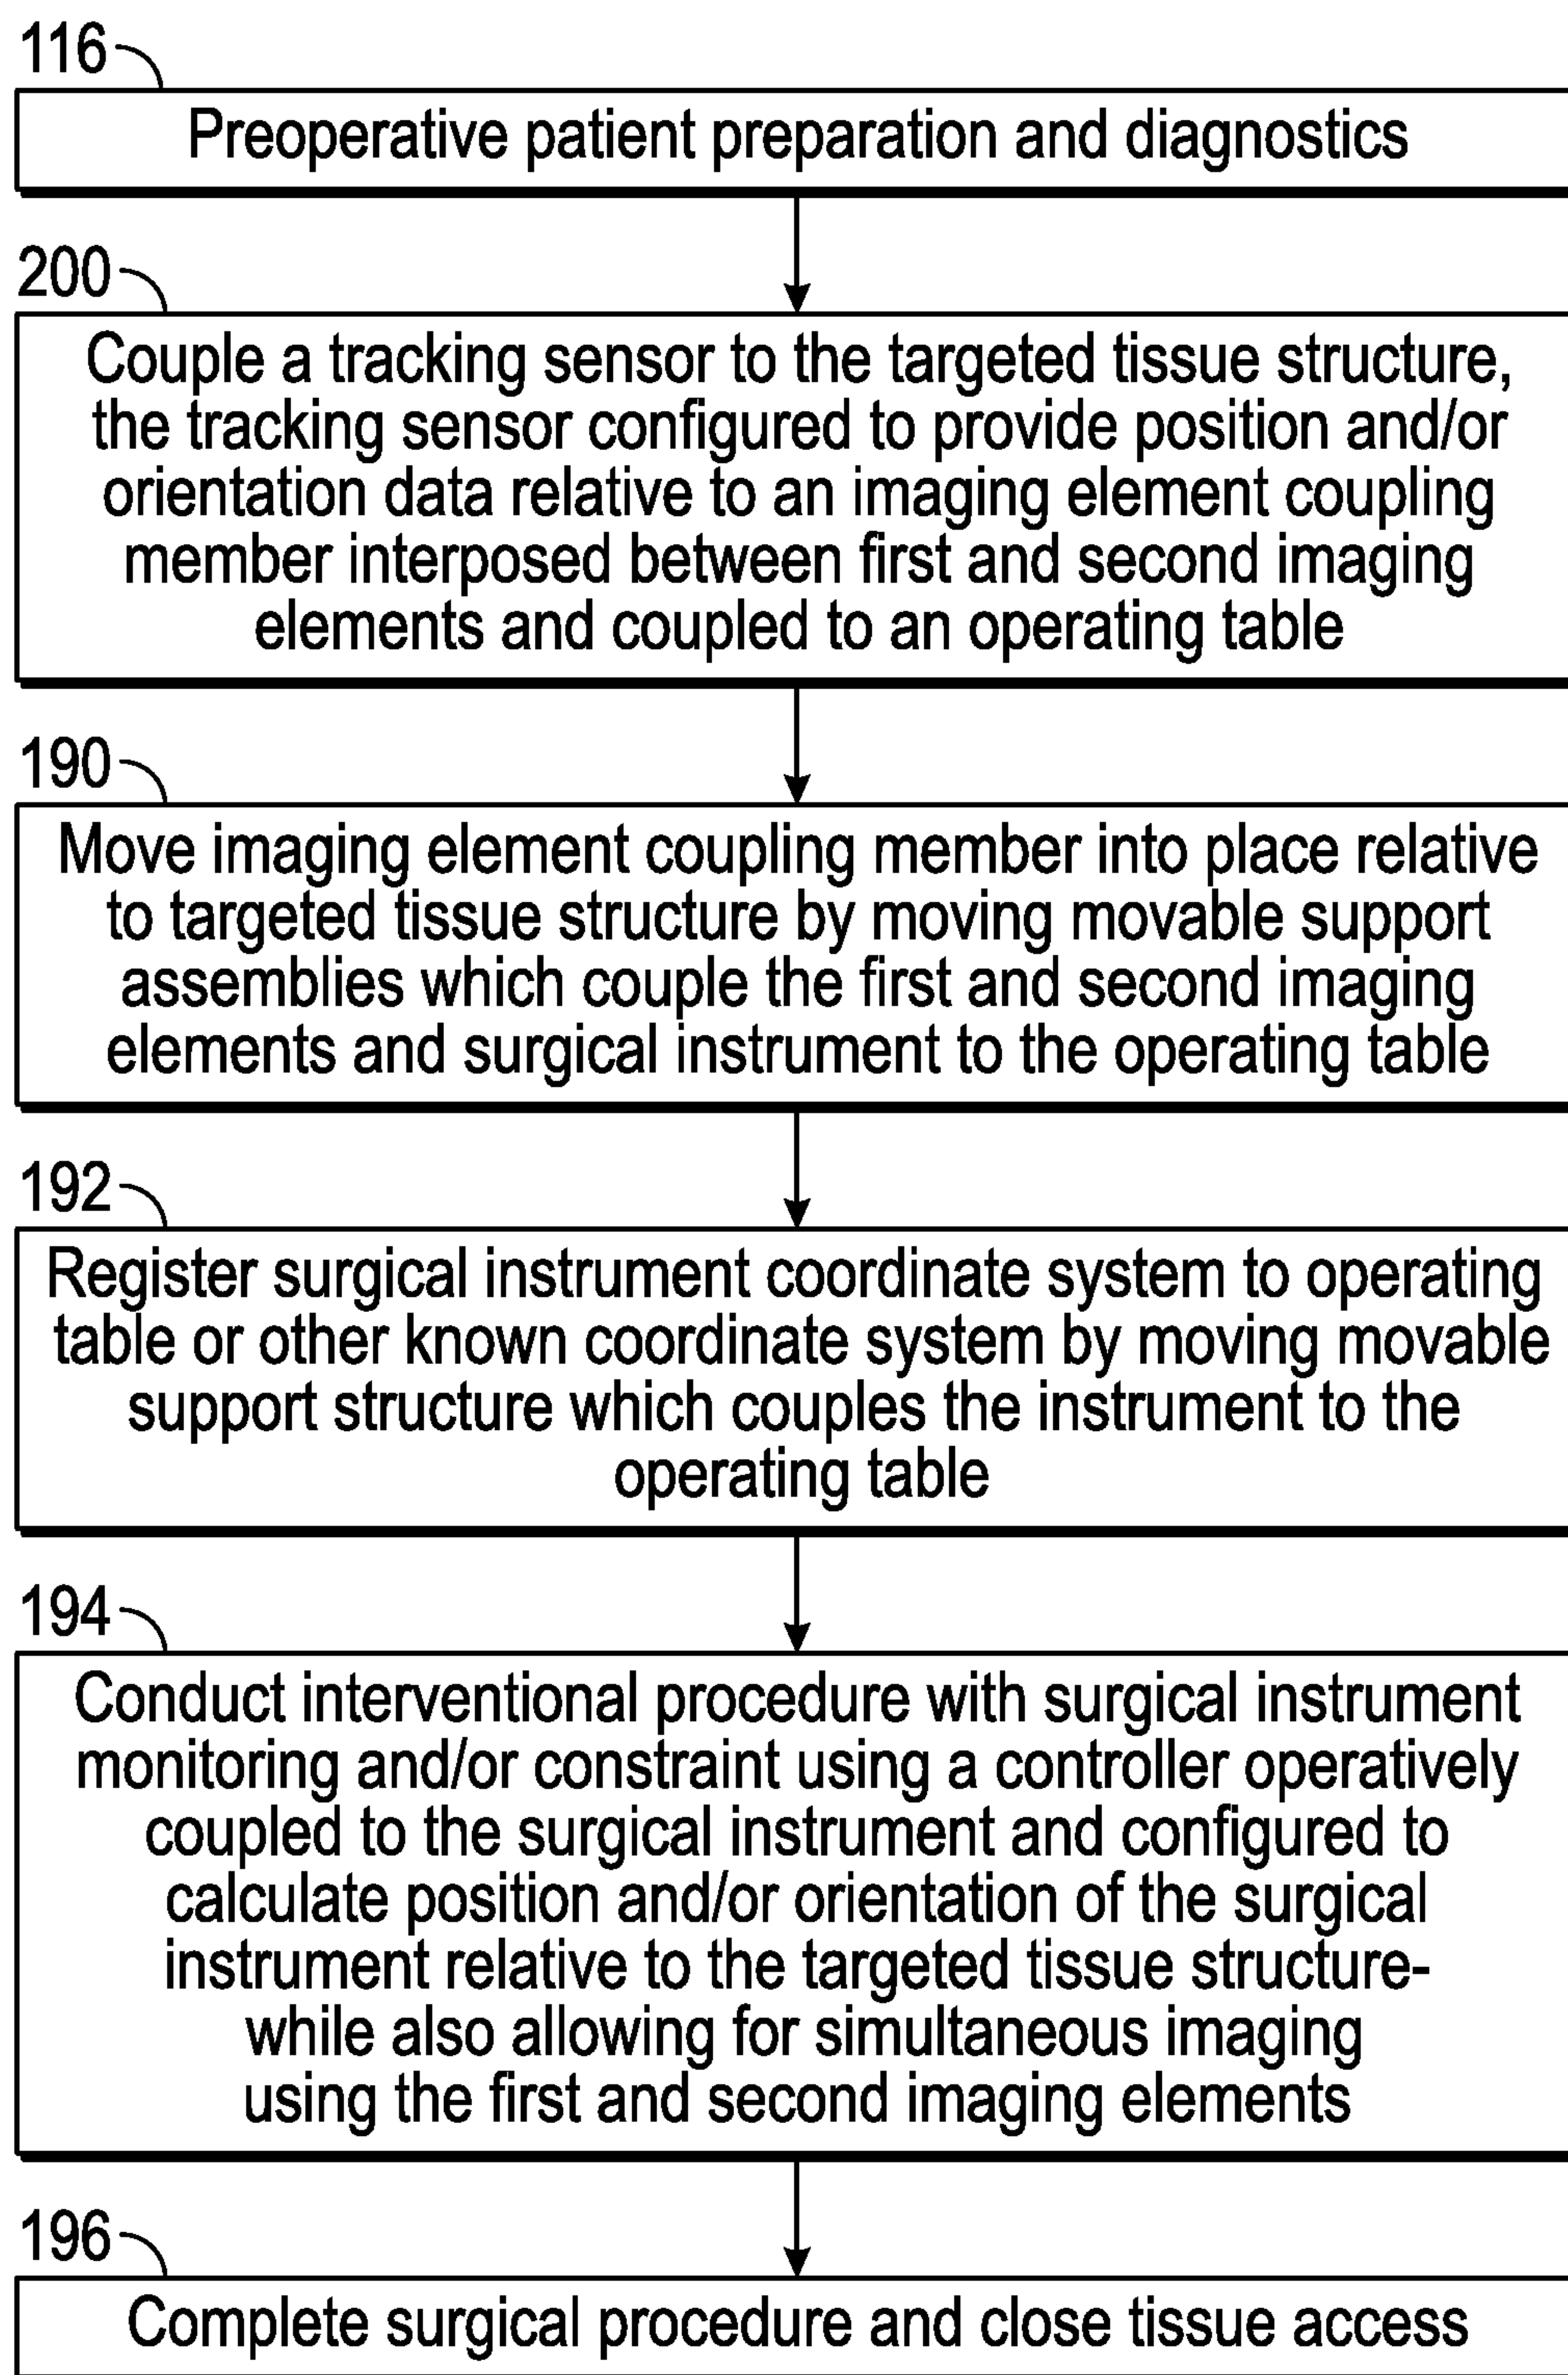 116
Preoperative patient preparation and diagnostics
200
Couple a tracking sensor to the targeted tissue structure,
the tracking sensor configured to provide position and/or
orientation data relative to an imaging element coupling
member interposed between first and second imaging
elements and coupled to an operating table
190
Move imaging element coupling member into place relative
to targeted tissue structure by moving movable support
assemblies which couple the first and second imaging
elements and surgical instrument to the operating table
192
Register surgical instrument coordinate system to operating
table or other known coordinate system by moving movable
support structure which couples the instrument to the
operating table
194
Conduct interventional procedure with surgical instrument
monitoring and/or constraint using a controller operatively
coupled to the surgical instrument and configured to
calculate position and/or orientation of the surgical
instrument relative to the targeted tissue structure-
while also allowing for simultaneous imaging
using the first and second imaging elements
196
Complete surgical procedure and close tissue access